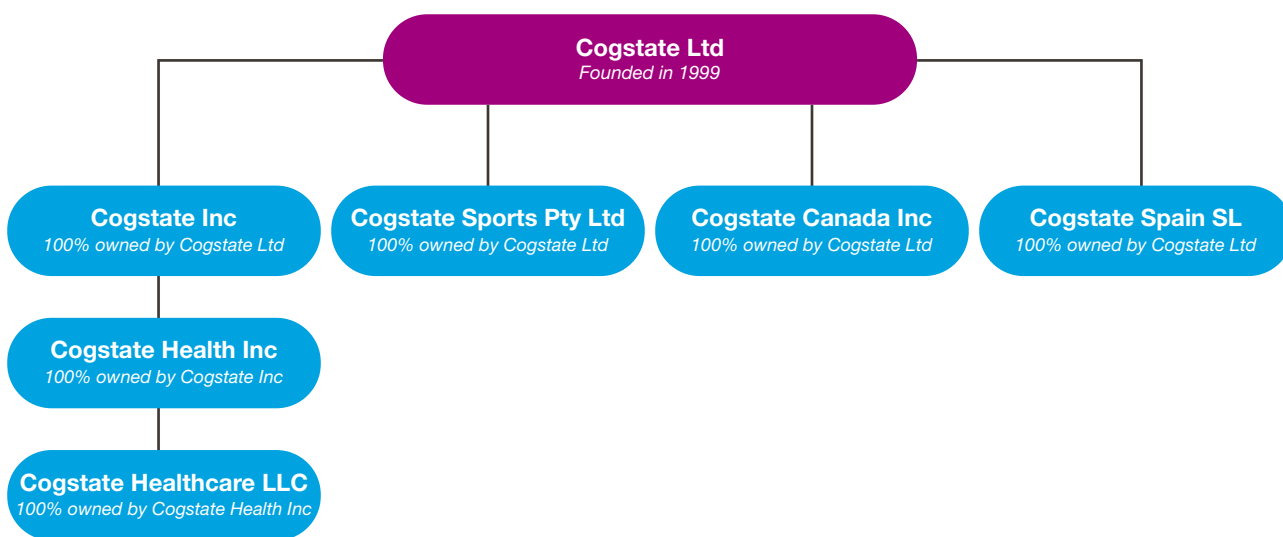 Cogstate Ltd
Founded in 1999
Cogstate Inc
100% owned by Cogstate Ltd
Cogstate Sports Pty Ltd
100% owned by Cogstate Ltd
Cogstate Canada Inc
100% owned by Cogstate Ltd
Cogstate Spain SL
100% owned by Cogstate Ltd
Cogstate Health Inc
100% owned by Cogstate Inc
Cogstate Healthcare LLC
100% owned by Cogstate Health Inc